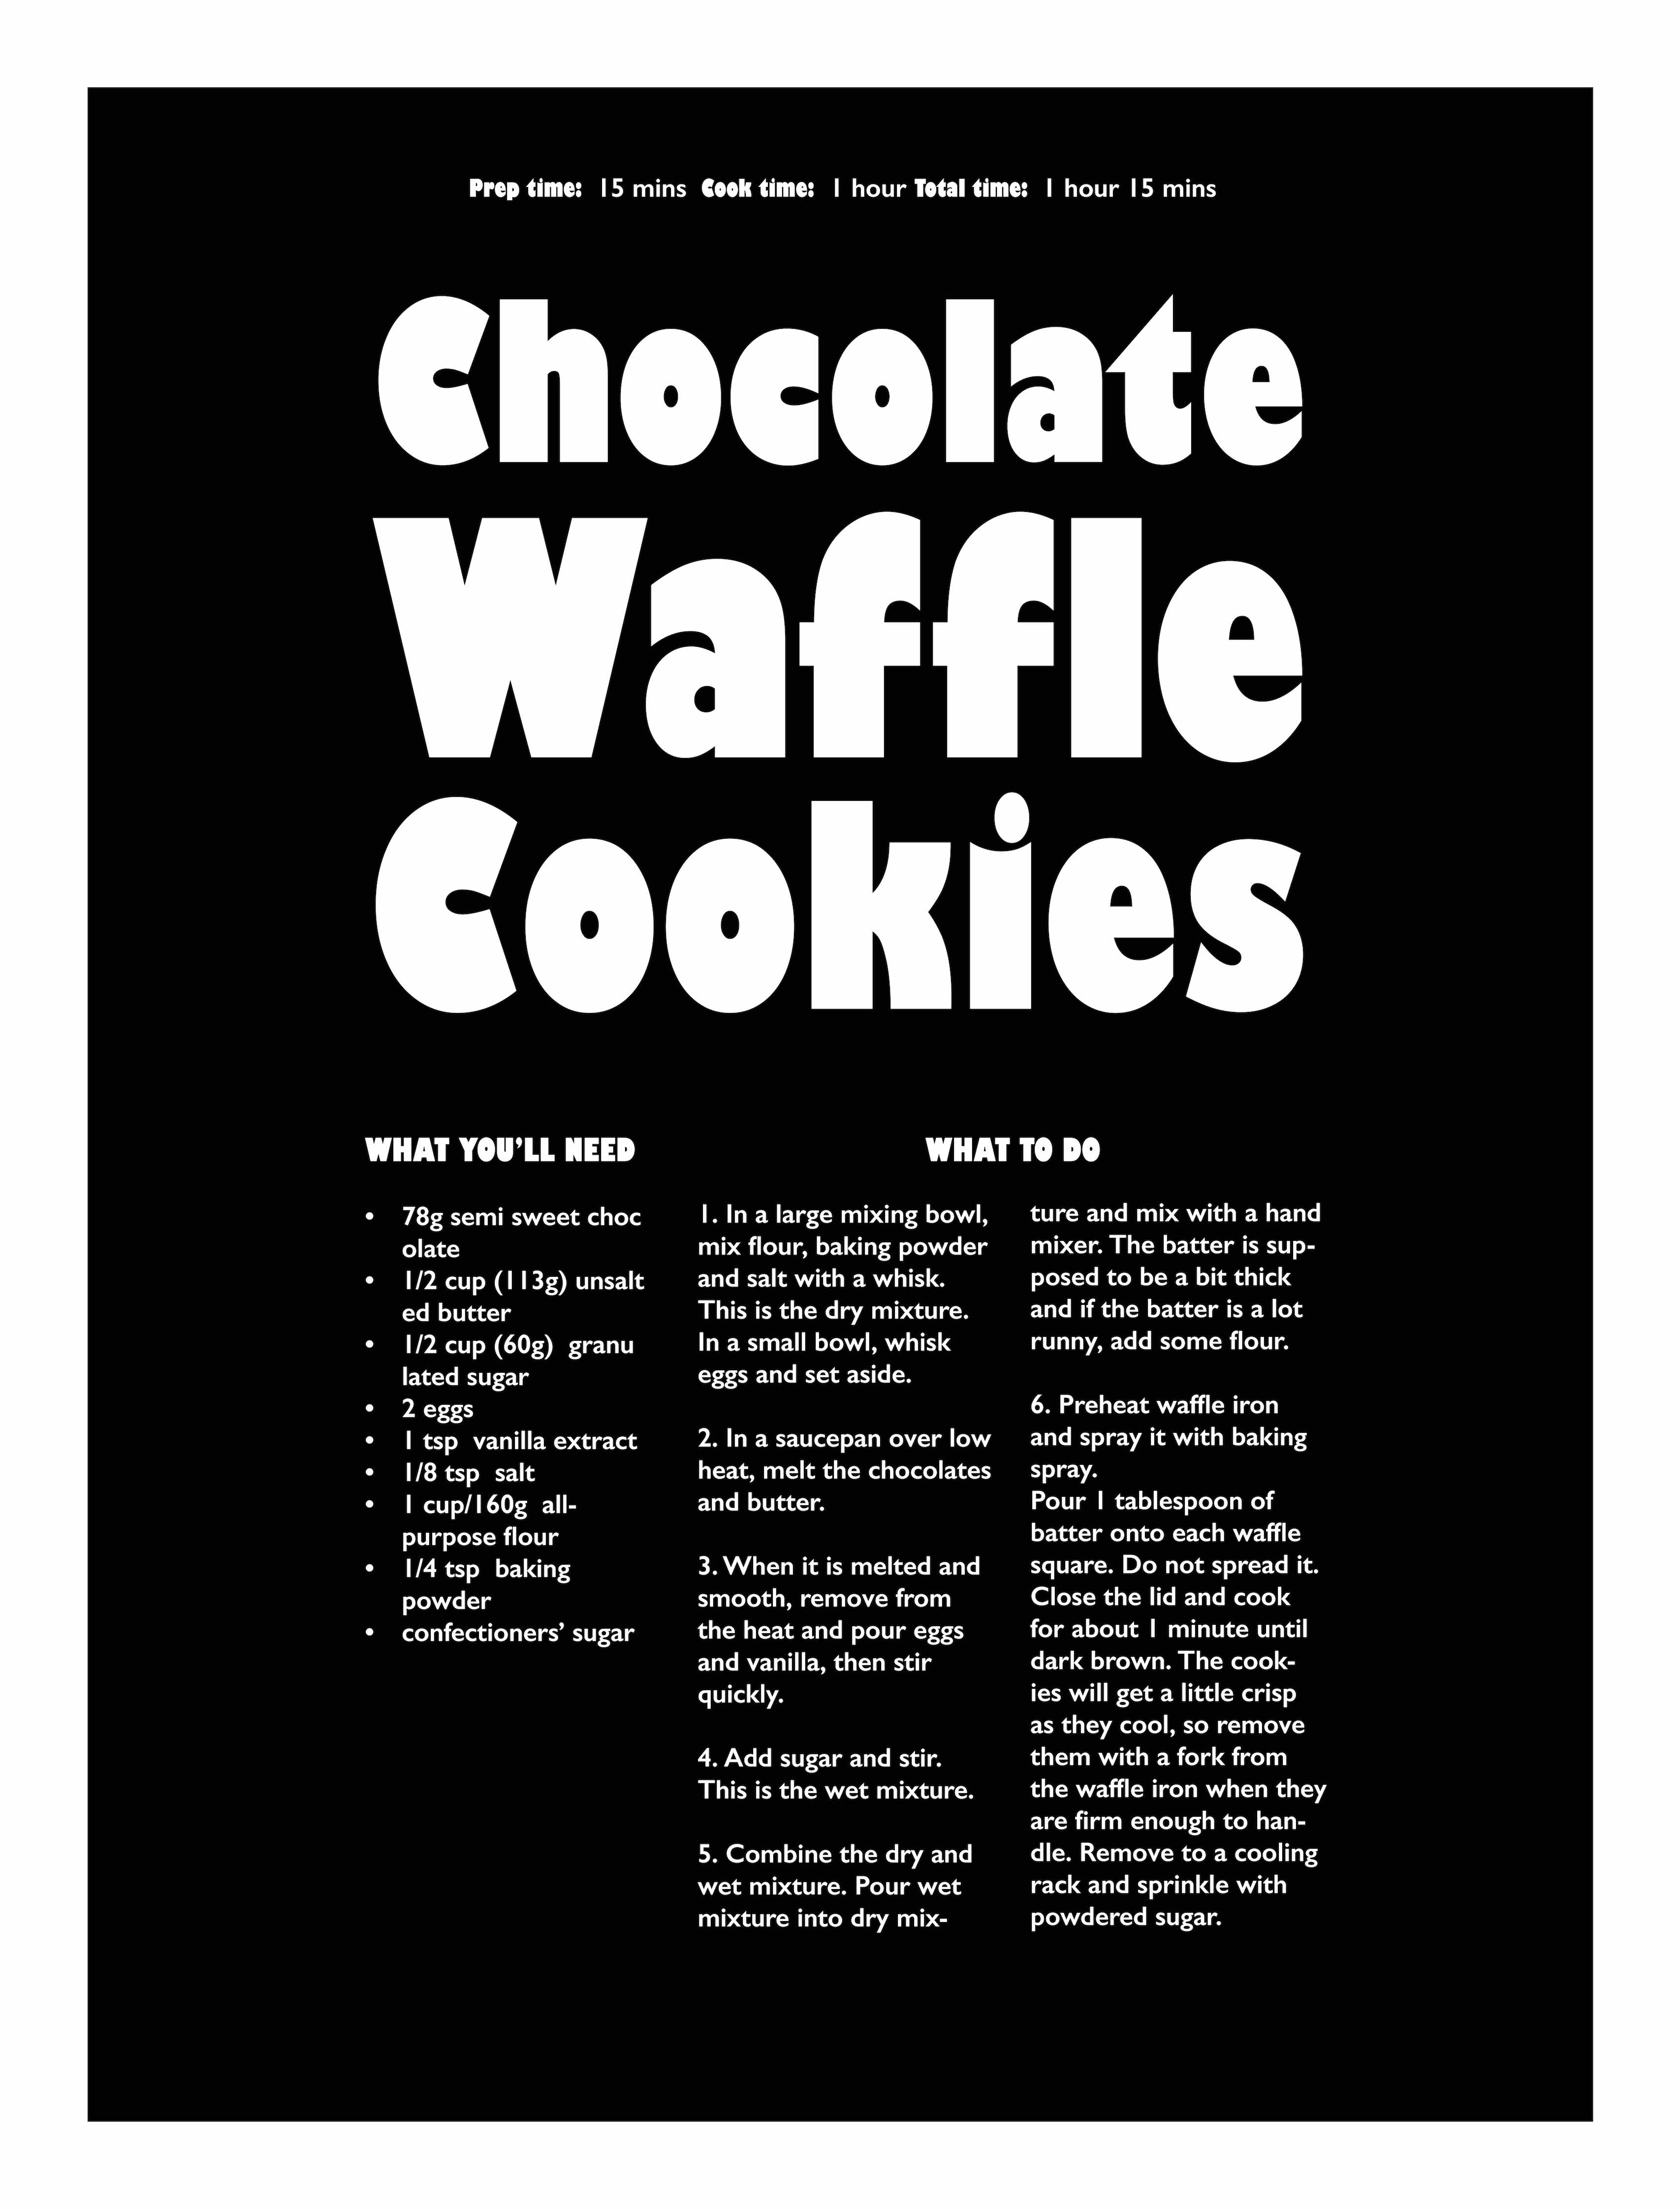 Prep time: 15 mins Cook time: 1 hour Total time: 1 hour 15 mins
Chocolate
Waffle
Cookies
WHAT YOU'LL NEED
• 78g semi sweet choc
olate
• 1/2 cup (113g) unsalt
ed butter
• 1/2 cup (60g) granu
lated sugar
• 2 eggs
• 1 tsp vanilla extract
• 1/8 tsp salt
• 1 cup/160g all-
purpose flour
• 1/4 tsp baking
powder
• confectioners' sugar
WHAT TO DO
1. In a large mixing bowl,
mix flour, baking powder
and salt with a whisk.
This is the dry mixture.
In a small bowl, whisk
eggs and set aside.
2. In a saucepan over low
heat, melt the chocolates
and butter.
3. When it is melted and
smooth, remove from
the heat and pour eggs
and vanilla, then stir
quickly.
4. Add sugar and stir.
This is the wet mixture.
5. Combine the dry and
wet mixture. Pour wet
mixture into dry mix-
ture and mix with a hand
mixer. The batter is sup-
posed to be a bit thick
and if the batter is a lot
runny, add some flour.
6. Preheat waffle iron
and spray it with baking
spray.
Pour 1 tablespoon of
batter onto each waffle
square. Do not spread it.
Close the lid and cook
for about 1 minute until
dark brown. The cook-
ies will get a little crisp
as they cool, so remove
them with a fork from
the waffle iron when they
are firm enough to han-
dle. Remove to a cooling
rack and sprinkle with
powdered sugar.